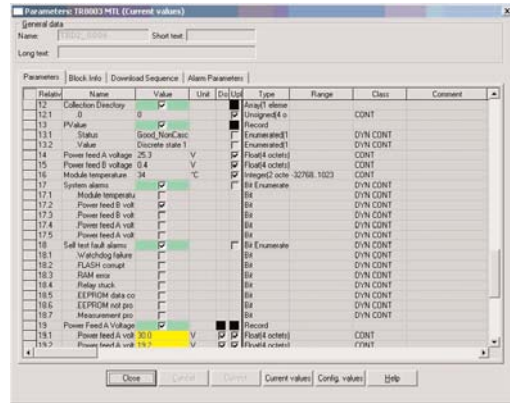 Parameters: TRB003 MTL (Current values)
General data
Name: Short text:
Long text:
Parameters Block Info Download Sequence Alarm Parameters
Relativ Name Value Unit Do Upl Type Range Class Comment
12 Collection Directory Array(1 eleme
12.1 .0 0 Unsigned(4 o CONT
13 PValue Record
13.1 .Status Good_NonCasc Enumerated(1 DYN CONT
13.2 .Value Discrete state 1 Enumerated(1 DYN CONT
14 Power feed A voltage 25.3 V Float(4 octets) DYN CONT
15 Power feed B voltage 0.4 V Float(4 octets) DYN CONT
16 Module temperature 34 °C Integer(2 octe -32768..1023 DYN CONT
17 System alarms Bit Enumerate DYN CONT
17.1 .Module temperatu Bit DYN CONT
17.2 .Power feed B volt Bit DYN CONT
17.3 .Power feed B volt Bit DYN CONT
17.4 .Power feed A volt Bit DYN CONT
17.5 .Power feed A volt Bit DYN CONT
18 Self test fault alarms Bit Enumerate DYN CONT
18.1 .Watchdog failure Bit DYN CONT
18.2 .FLASH corrupt Bit DYN CONT
18.3 .RAM error Bit DYN CONT
18.4 .Relay stuck Bit DYN CONT
18.5 .EEPROM data co Bit DYN CONT
18.6 .EEPROM not pro Bit DYN CONT
18.7 .Measurement pro Bit DYN CONT
19 Power Feed A Voltage Record
19.1 .Power feed A volt 30.0 V Float(4 octets) CONT
19.2 .Power feed A volt 19.2 V Float(4 octets) CONT
Close Cancel Current values Config. values Help